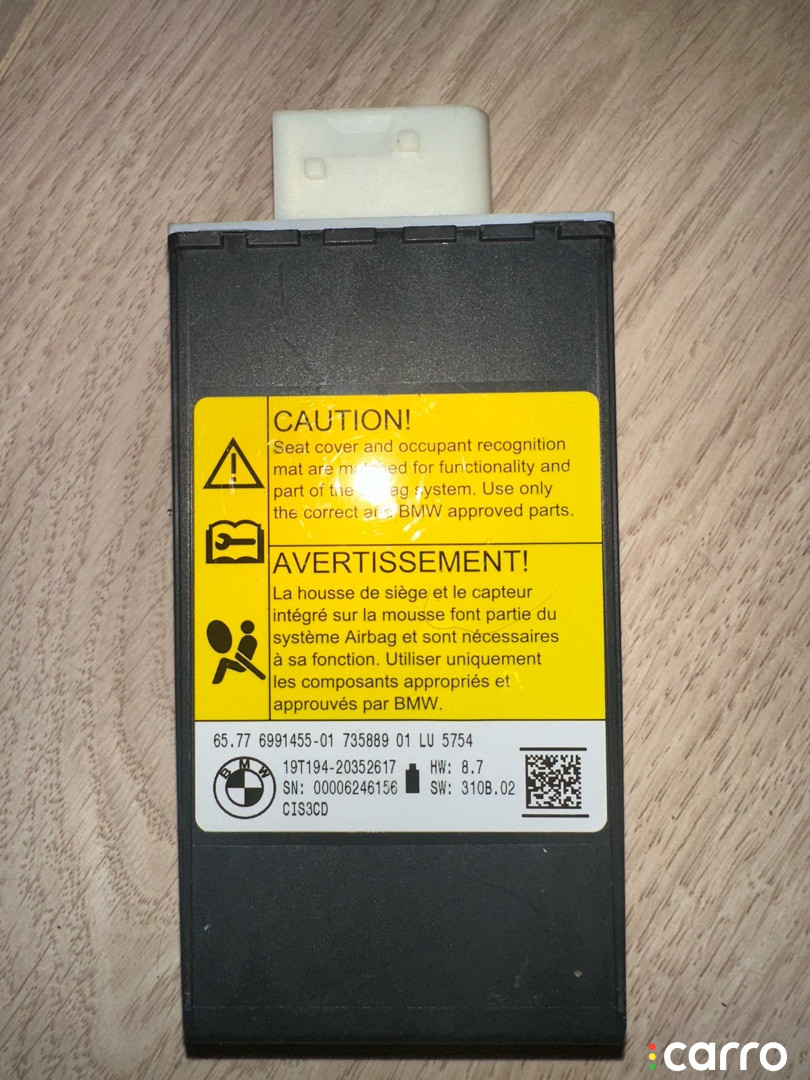 CAUTION!
Seat cover and occupant recognition
mat are matched for functionality and
part of the airbag system. Use only
the correct and BMW approved parts.
AVERTISSEMENT!
La housse de siège et le capteur
intégré sur la mousse font partie du
système Airbag et sont nécessaires
à sa fonction. Utiliser uniquement
les composants appropriés et
approuvés par BMW.
65.77 6991455-01 735889 01 LU 5754
BMW
19T194-20352617
HW: 8.7
SN: 00006246156
SW: 310B.02
CIS3CD
carro